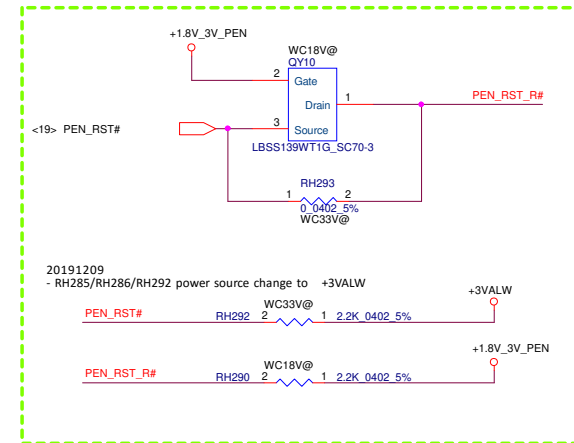 +1.8V_3V_PEN
WC18V@
QY10
2
Gate
Drain
1
PEN_RST_R#
<19> PEN_RST#
3
Source
LBSS139WT1G_SC70-3
RH293
1
2
0_0402_5%
WC33V@
20191209
- RH285/RH286/RH292 power source change to +3VALW
+3VALW
WC33V@
PEN_RST#
RH292
2
1
2.2K_0402_5%
+1.8V_3V_PEN
WC18V@
PEN_RST_R#
RH290
2
1
2.2K_0402_5%